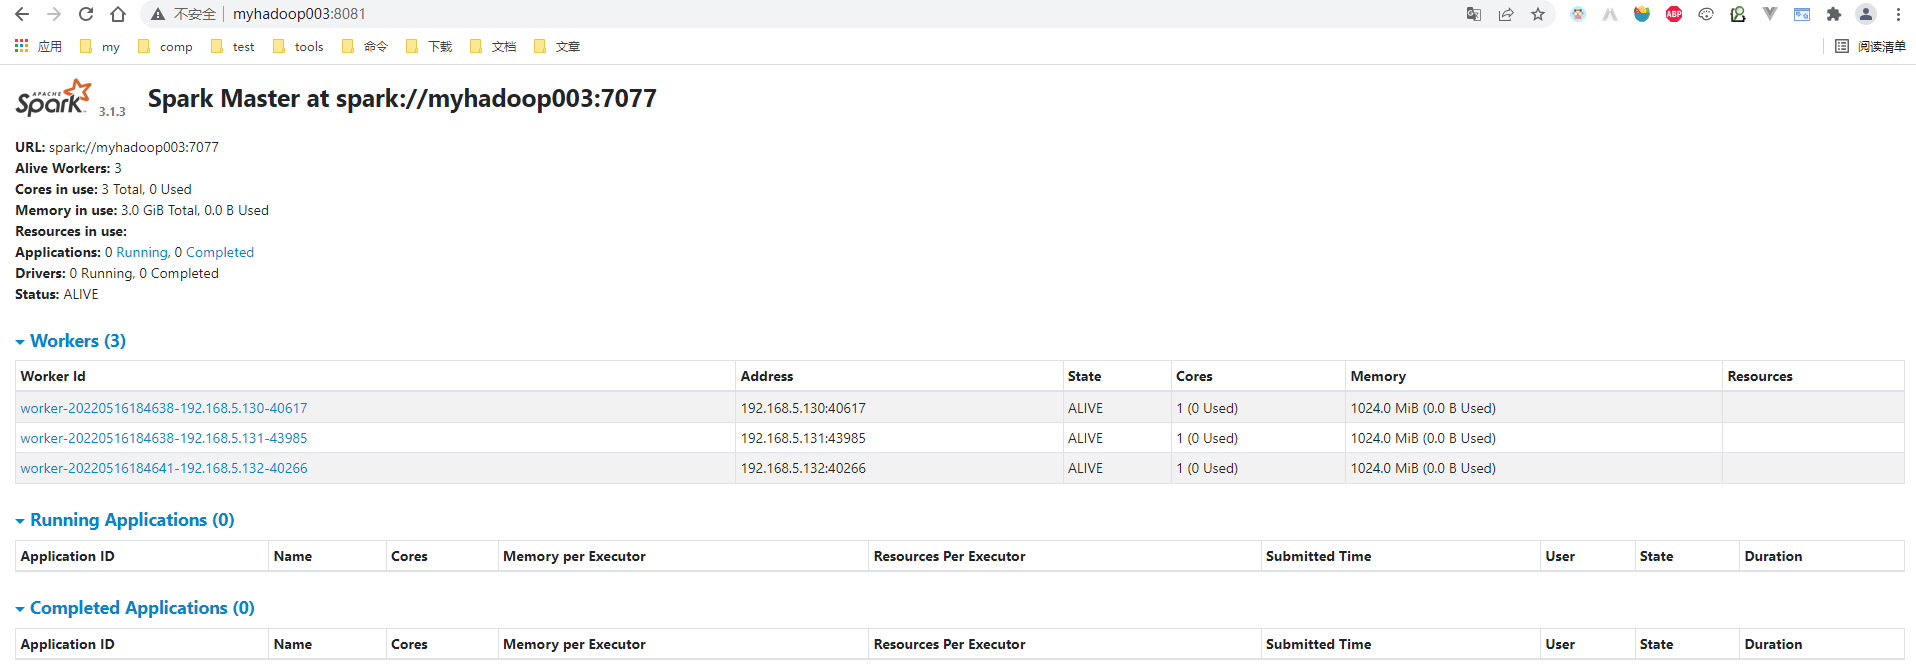 不安全 myhadoop003:8081
ABP
应用 my comp test tools 命令 下载 文档 文章 阅读清单
APACHE Spark 3.1.3 Spark Master at spark://myhadoop003:7077
URL: spark://myhadoop003:7077
Alive Workers: 3
Cores in use: 3 Total, 0 Used
Memory in use: 3.0 GiB Total, 0.0 B Used
Resources in use:
Applications: 0 Running, 0 Completed
Drivers: 0 Running, 0 Completed
Status: ALIVE
Workers (3)
Worker Id Address State Cores Memory Resources
worker-20220516184638-192.168.5.130-40617 192.168.5.130:40617 ALIVE 1 (0 Used) 1024.0 MiB (0.0 B Used)
worker-20220516184638-192.168.5.131-43985 192.168.5.131:43985 ALIVE 1 (0 Used) 1024.0 MiB (0.0 B Used)
worker-20220516184641-192.168.5.132-40266 192.168.5.132:40266 ALIVE 1 (0 Used) 1024.0 MiB (0.0 B Used)
Running Applications (0)
Application ID Name Cores Memory per Executor Resources Per Executor Submitted Time User State Duration
Completed Applications (0)
Application ID Name Cores Memory per Executor Resources Per Executor Submitted Time User State Duration